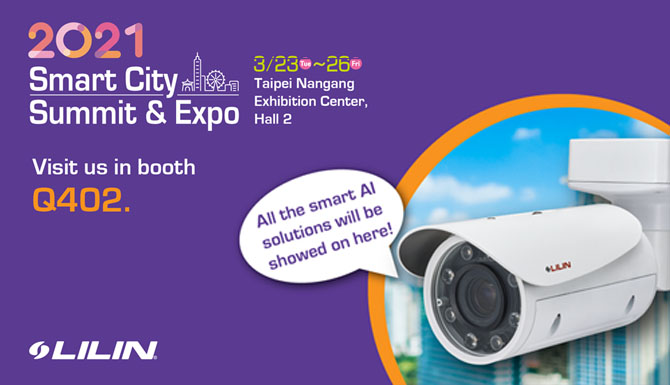 2021
Smart City
Summit & Expo
3/23 Tue ~26 Fri
Taipei Nangang
Exhibition Center,
Hall 2
Visit us in booth
Q402.
All the smart AI
solutions will be
showed on here!
LILIN
LILIN®